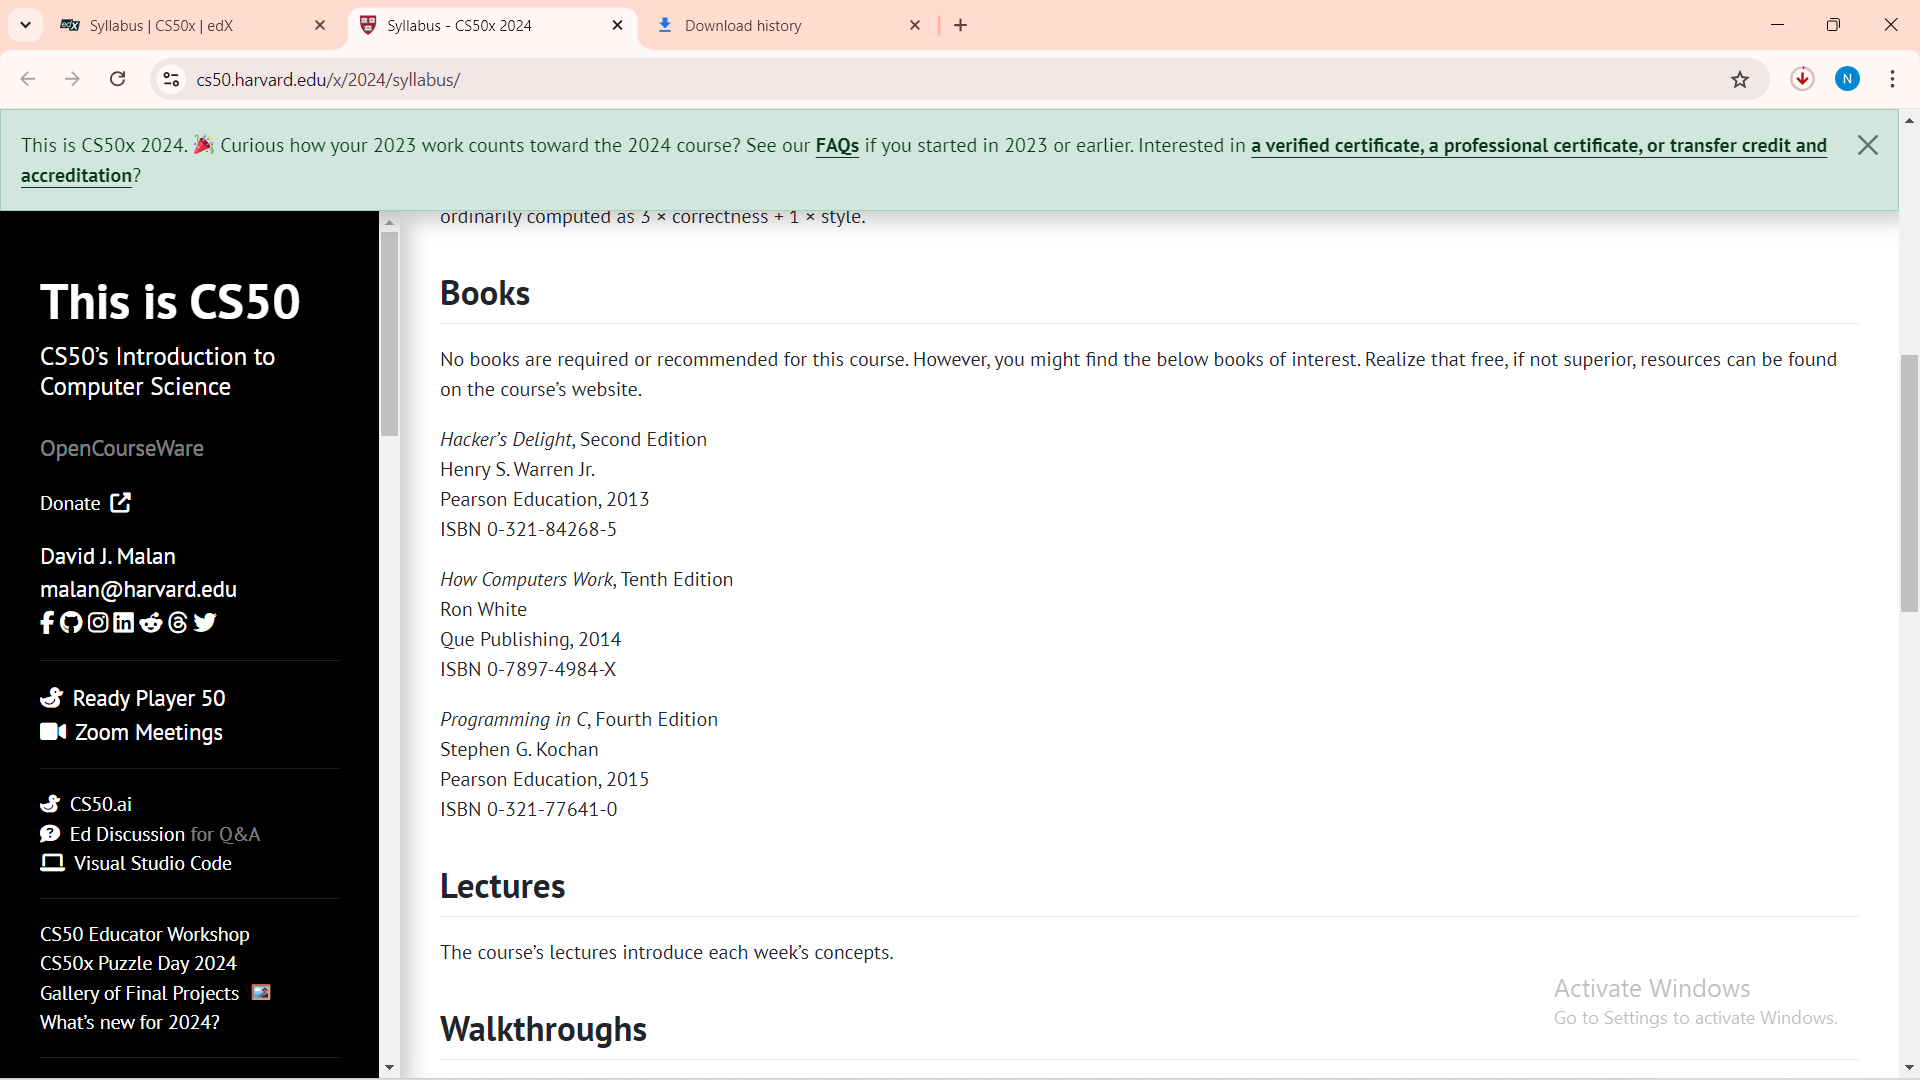 Syllabus | CS50x | edX
Syllabus - CS50x 2024
Download history
cs50.harvard.edu/x/2024/syllabus/
N
This is CS50x 2024. 🎉 Curious how your 2023 work counts toward the 2024 course? See our FAQs if you started in 2023 or earlier. Interested in a verified certificate, a professional certificate, or transfer credit and
accreditation?
This is CS50
CS50’s Introduction to
Computer Science
OpenCourseWare
Donate
David J. Malan
malan@harvard.edu
Ready Player 50
Zoom Meetings
CS50.ai
Ed Discussion for Q&A
Visual Studio Code
CS50 Educator Workshop
CS50x Puzzle Day 2024
Gallery of Final Projects
What’s new for 2024?
ordinarily computed as 3 × correctness + 1 × style.
Books
No books are required or recommended for this course. However, you might find the below books of interest. Realize that free, if not superior, resources can be found
on the course’s website.
Hacker’s Delight, Second Edition
Henry S. Warren Jr.
Pearson Education, 2013
ISBN 0-321-84268-5
How Computers Work, Tenth Edition
Ron White
Que Publishing, 2014
ISBN 0-7897-4984-X
Programming in C, Fourth Edition
Stephen G. Kochan
Pearson Education, 2015
ISBN 0-321-77641-0
Lectures
The course’s lectures introduce each week’s concepts.
Walkthroughs
Activate Windows
Go to Settings to activate Windows.